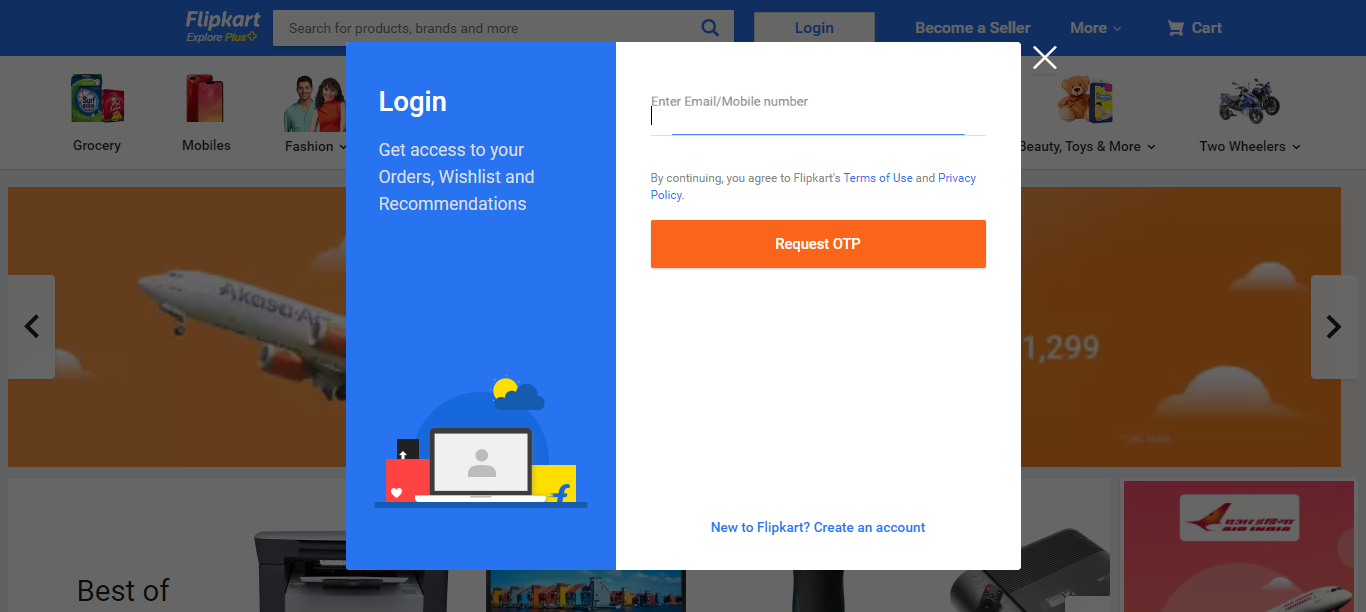 Flipkart
Explore Plus
Search for products, brands and more
Login
Become a Seller
More
Cart
Grocery
Mobiles
Fashion
Beauty, Toys & More
Two Wheelers
Login
Get access to your
Orders, Wishlist and
Recommendations
Enter Email/Mobile number
By continuing, you agree to Flipkart's Terms of Use and Privacy
Policy.
Request OTP
New to Flipkart? Create an account
Akasa Air
1,299
Best of
एअर इंडिया
AIR INDIA